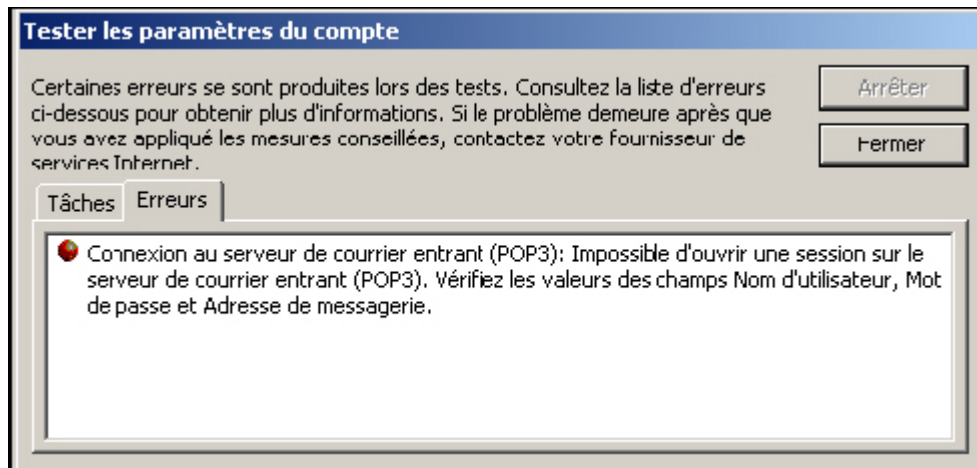 Tester les paramètres du compte
Certaines erreurs se sont produites lors des tests. Consultez la liste d'erreurs
ci-dessous pour obtenir plus d'informations. Si le problème demeure après que
vous avez appliqué les mesures conseillées, contactez votre fournisseur de
services Internet.
Arrêter
Fermer
Tâches Erreurs
Connexion au serveur de courrier entrant (POP3): Impossible d'ouvrir une session sur le
serveur de courrier entrant (POP3). Vérifiez les valeurs des champs Nom d'utilisateur, Mot
de passe et Adresse de messagerie.